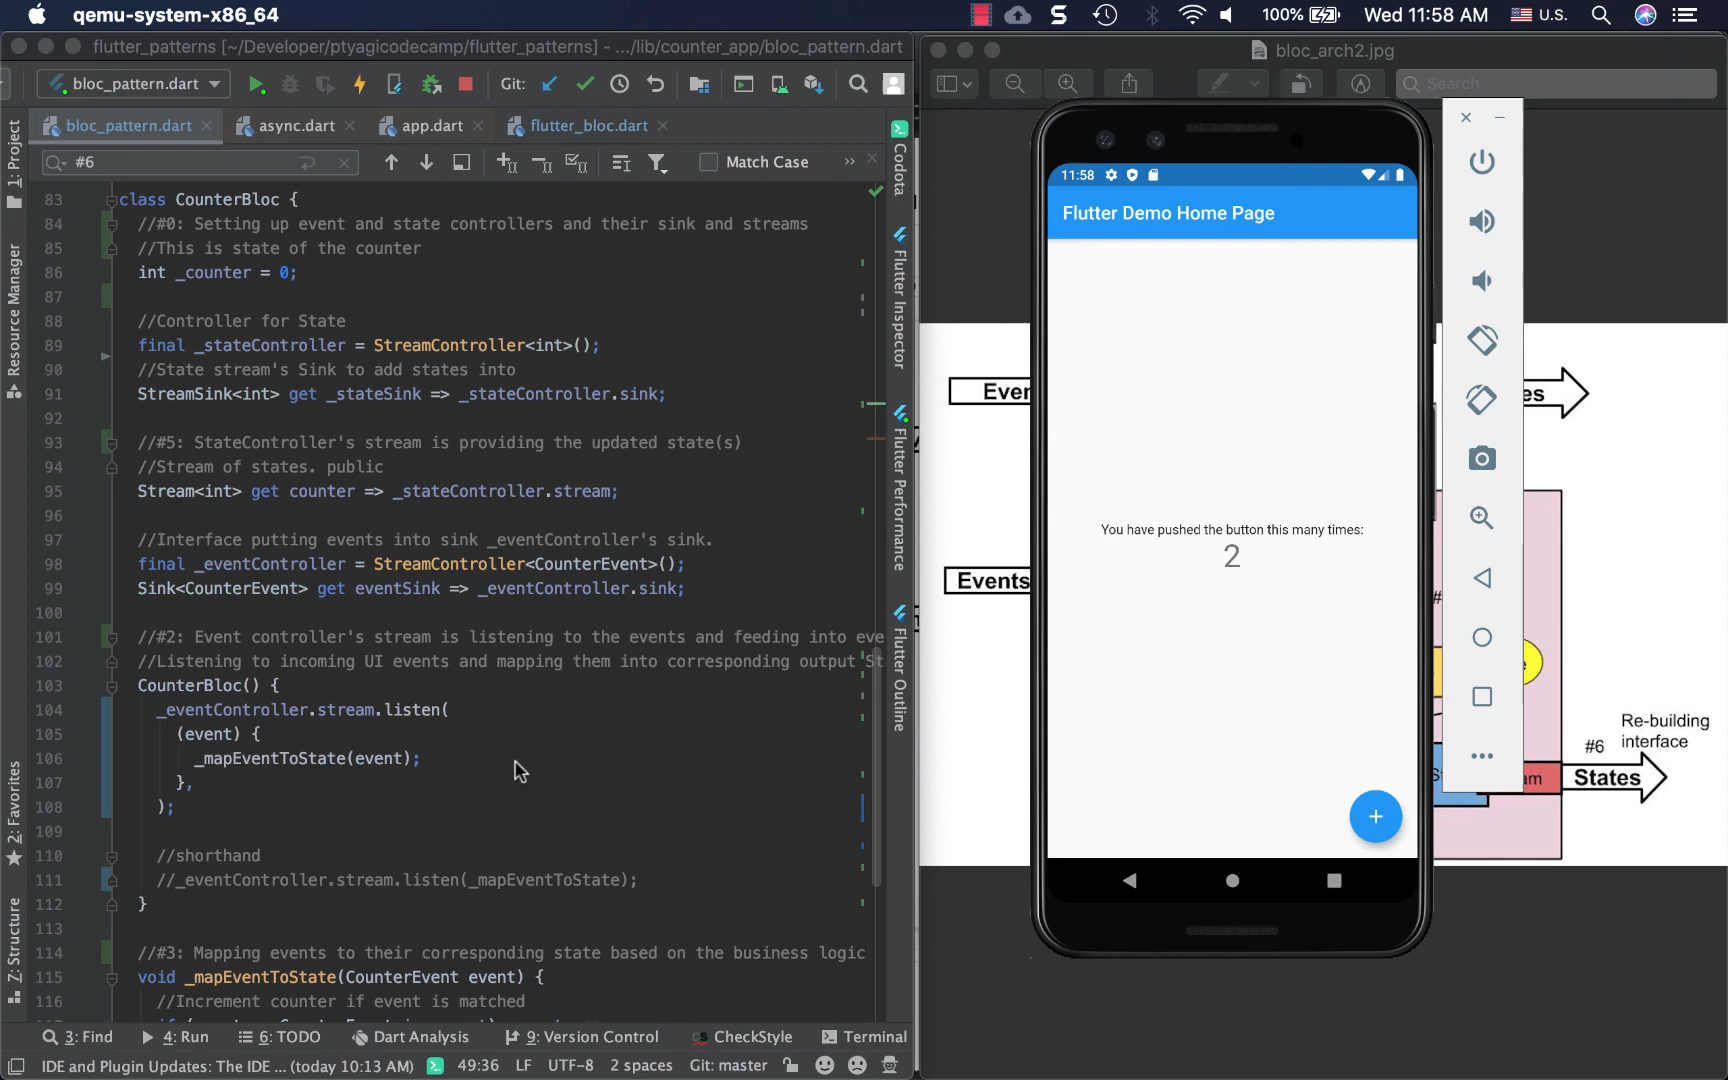 qemu-system-x86_64
100%
Wed 11:58 AM
U.S.
flutter_patterns [~/Developer/ptyagicodecamp/flutter_patterns] - .../lib/counter_app/bloc_pattern.dart
bloc_pattern.dart
Git:
bloc_pattern.dart
async.dart
app.dart
flutter_bloc.dart
#6
Match Case
83 class CounterBloc {
84 //#0: Setting up event and state controllers and their sink and streams
85 //This is state of the counter
86 int _counter = 0;
87
88 //Controller for State
89 final _stateController = StreamController<int>();
90 //State stream's Sink to add states into
91 StreamSink<int> get _stateSink => _stateController.sink;
92
93 //#5: StateController's stream is providing the updated state(s)
94 //Stream of states. public
95 Stream<int> get counter => _stateController.stream;
96
97 //Interface putting events into sink _eventController's sink.
98 final _eventController = StreamController<CounterEvent>();
99 Sink<CounterEvent> get eventSink => _eventController.sink;
100
101 //#2: Event controller's stream is listening to the events and feeding into eve
102 //Listening to incoming UI events and mapping them into corresponding output St
103 CounterBloc() {
104 _eventController.stream.listen(
105 (event) {
106 _mapEventToState(event);
107 },
108 );
109
110 //shorthand
111 //_eventController.stream.listen(_mapEventToState);
112 }
113
114 //#3: Mapping events to their corresponding state based on the business logic
115 void _mapEventToState(CounterEvent event) {
116 //Increment counter if event is matched
1: Project
Resource Manager
2: Favorites
Z: Structure
Codota
Flutter Inspector
Flutter Performance
Flutter Outline
3: Find
4: Run
6: TODO
Dart Analysis
9: Version Control
CheckStyle
Terminal
IDE and Plugin Updates: The IDE ... (today 10:13 AM)
49:36
LF
UTF-8
2 spaces
Git: master
bloc_arch2.jpg
Search
11:58
Flutter Demo Home Page
You have pushed the button this many times:
2
+
Even
es
Events
#6
Re-building
interface
am
States